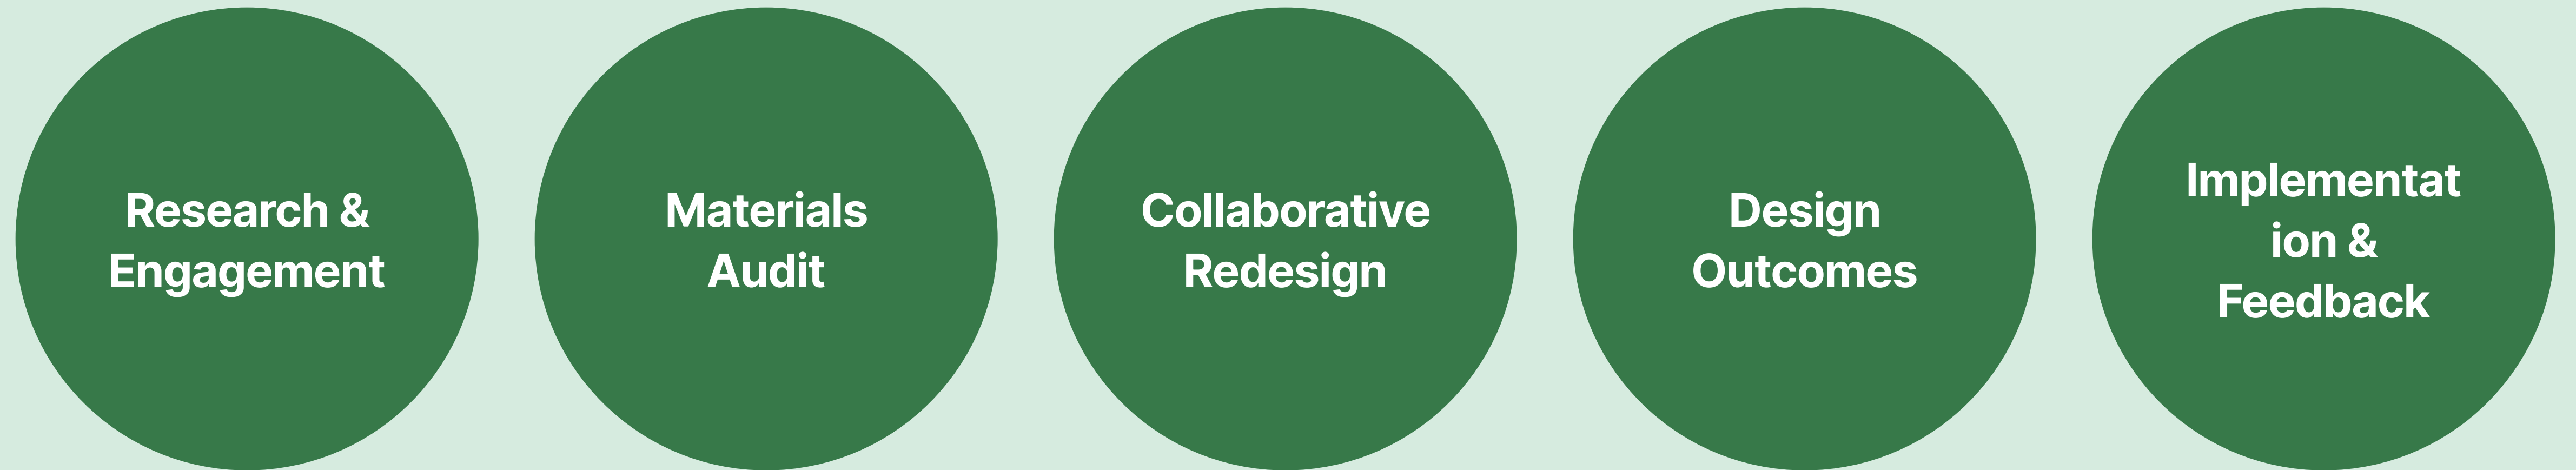 Research &
Engagement
Materials
Audit
Collaborative
Redesign
Design
Outcomes
Implementat
ion &
Feedback